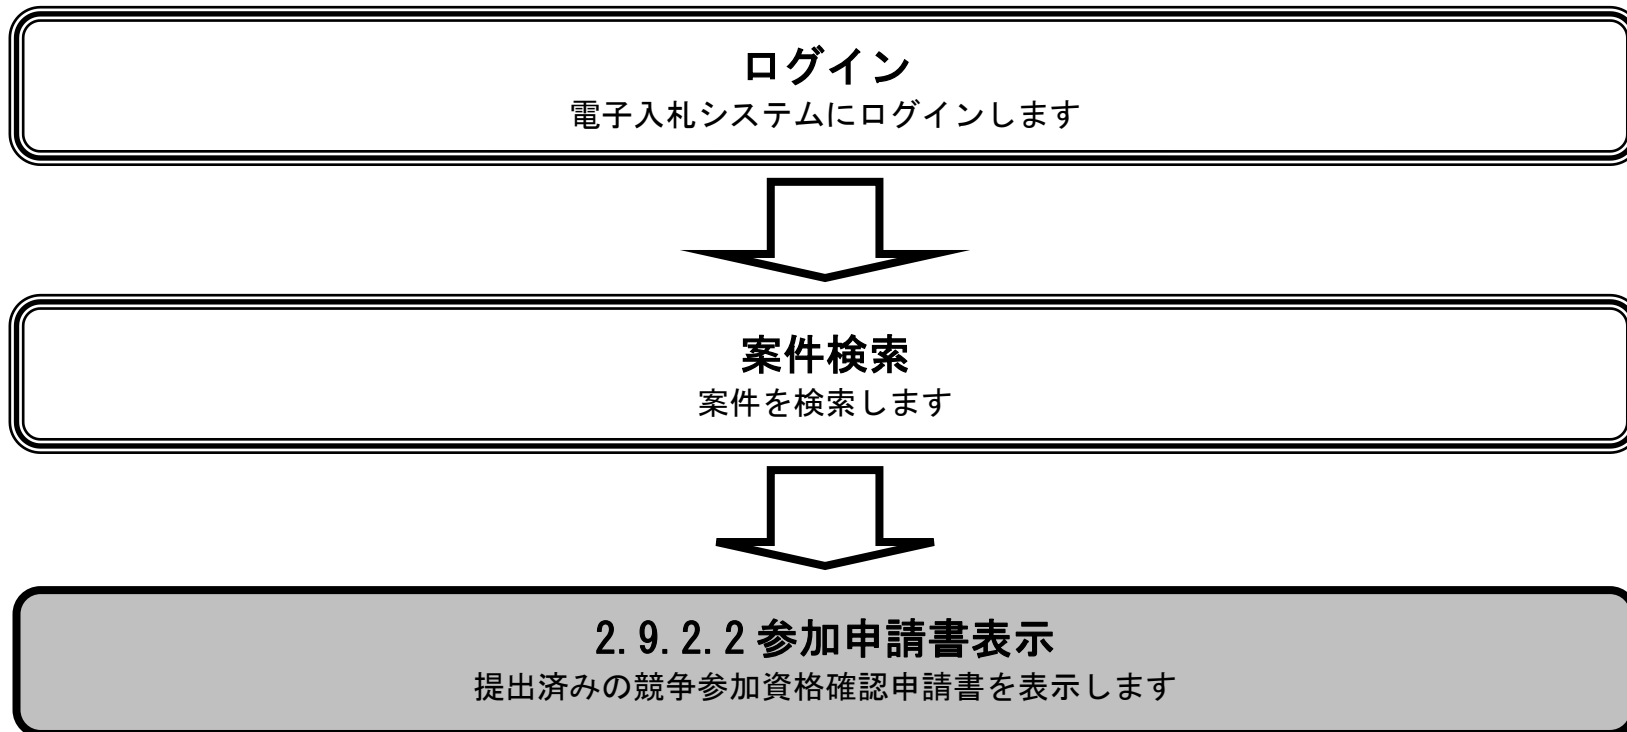 ログイン
電子入札システムにログインします
案件検索
案件を検索します
2.9.2.2 参加申請書表示
提出済みの競争参加資格確認申請書を表示します